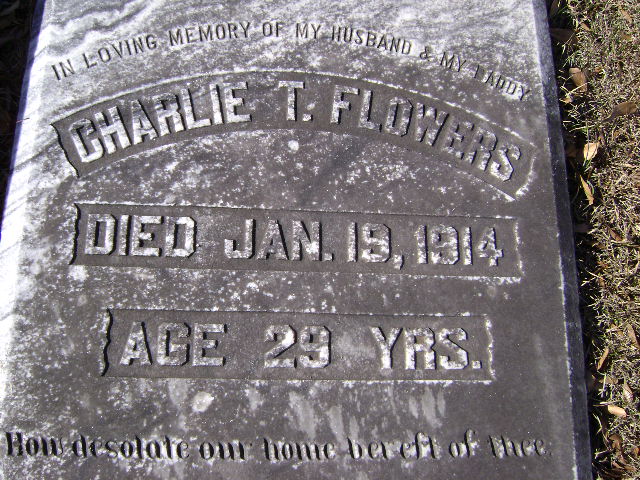 IN LOVING MEMORY OF MY HUSBAND & MY DADDY
CHARLIE T. FLOWERS
DIED JAN. 19, 1914
AGE 29 YRS.
How desolate our home bereft of thee.